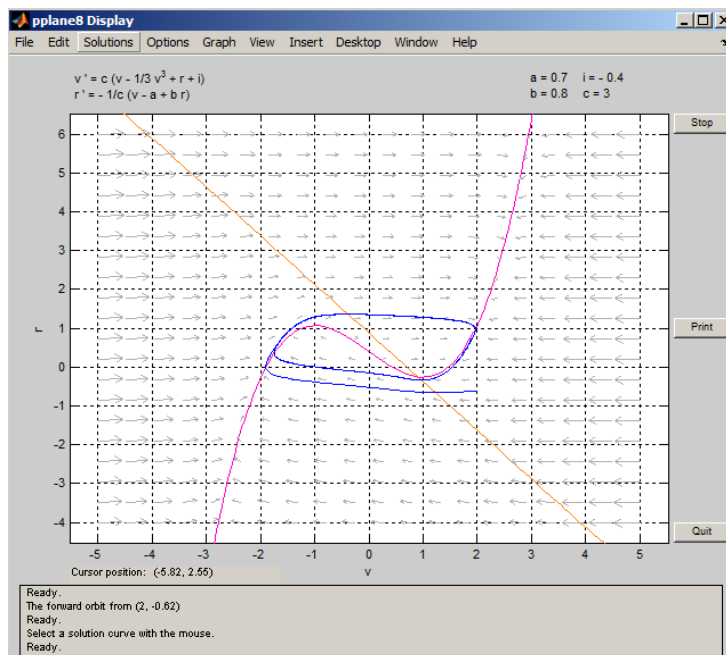 pplane8 Display
File Edit Solutions Options Graph View Insert Desktop Window Help
v ' = c (v - 1/3 v³ + r + i)
r ' = - 1/c (v - a + b r)
a = 0.7 i = - 0.4
b = 0.8 c = 3
Stop
6
5
4
3
2
1
0
-1
-2
-3
-4
r
Print
Quit
-5 -4 -3 -2 -1 0 1 2 3 4 5
v
Cursor position: (-5.82, 2.55)
Ready.
The forward orbit from (2, -0.62)
Ready.
Select a solution curve with the mouse.
Ready.